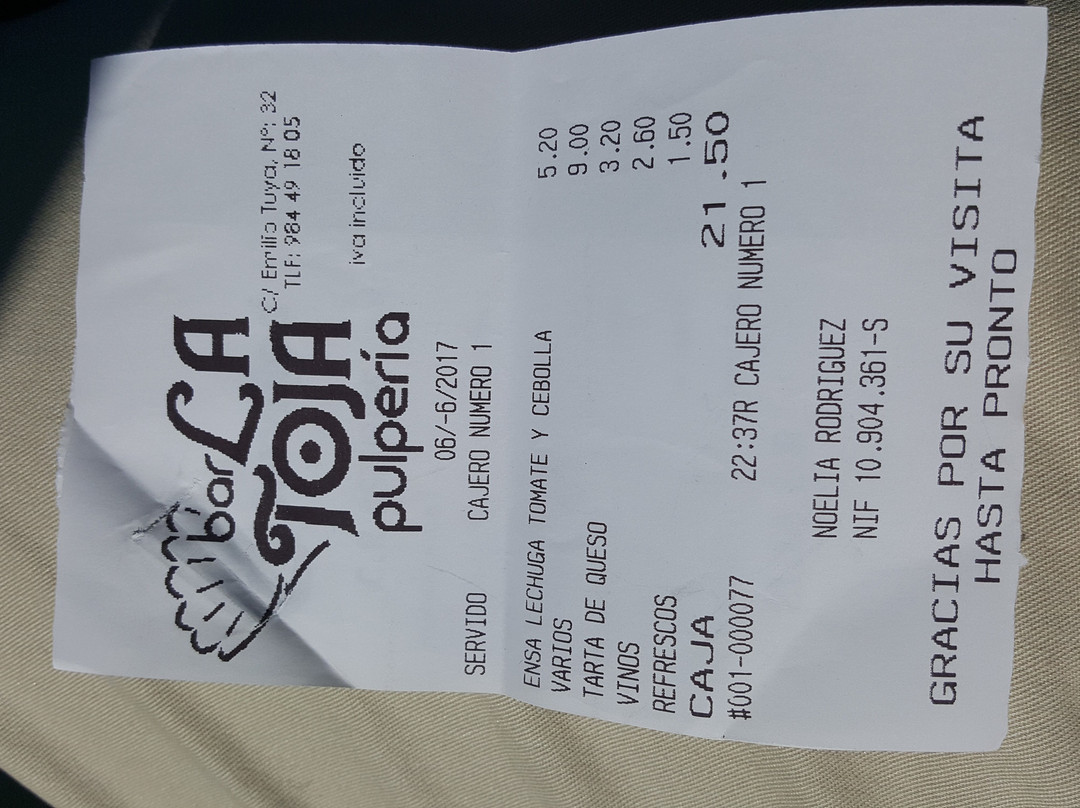 bar LA
TOJA
pulpería
C/ Emilio Tuya, Nº: 32
TLF: 984 49 18 05
iva incluido
06/-6/2017
SERVIDO CAJERO NUMERO 1
ENSA LECHUGA TOMATE Y CEBOLLA 5.20
VARIOS 9.00
TARTA DE QUESO 3.20
VINOS 2.60
REFRESCOS 1.50
CAJA 21.50
#001-000077 22:37R CAJERO NUMERO 1
NOELIA RODRIGUEZ
NIF 10.904.361-S
GRACIAS POR SU VISITA
HASTA PRONTO